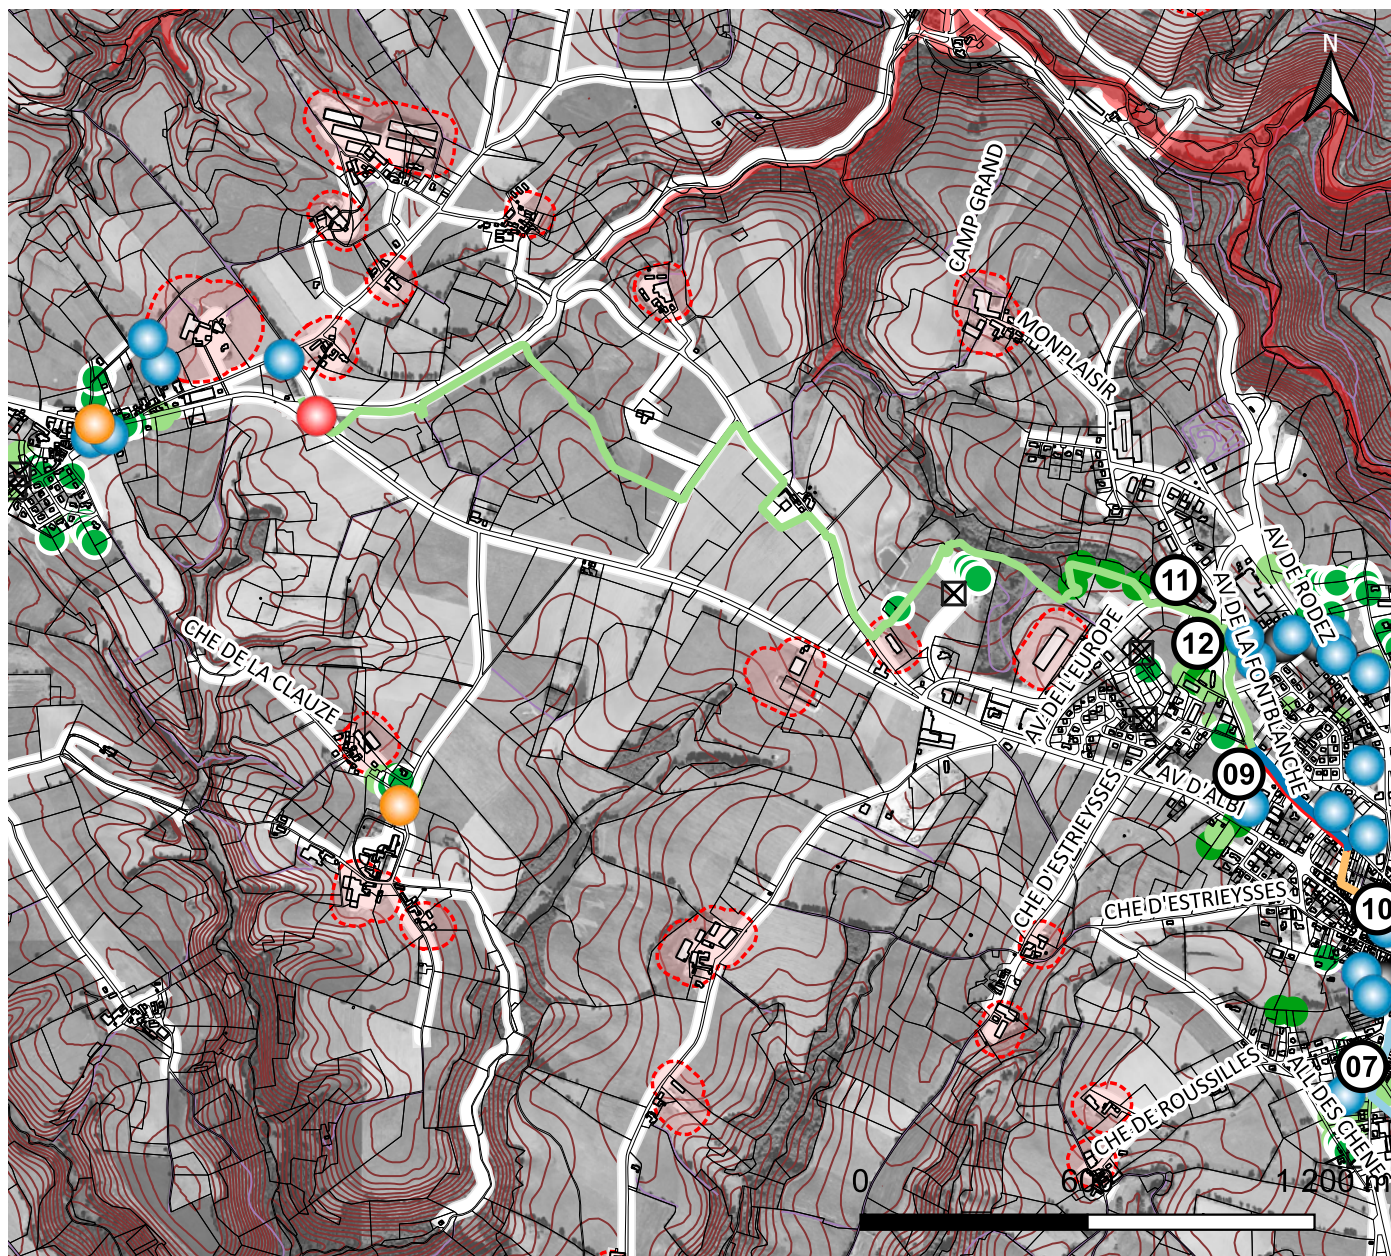 N
CAMP GRAND
MONPLAISIR
AV DE RODEZ
11
AV DE LA FONTBLANCHE
12
CHE DE LA CLAUZE
AV DE L'EUROPE
09
AV D'ALBI
CHE D'ESTRIEYSSES
CHE D'ESTRIEYSSES
10
07
CHE DE ROUSSILLES
ALL DES CHENES
0 600 1 200 m